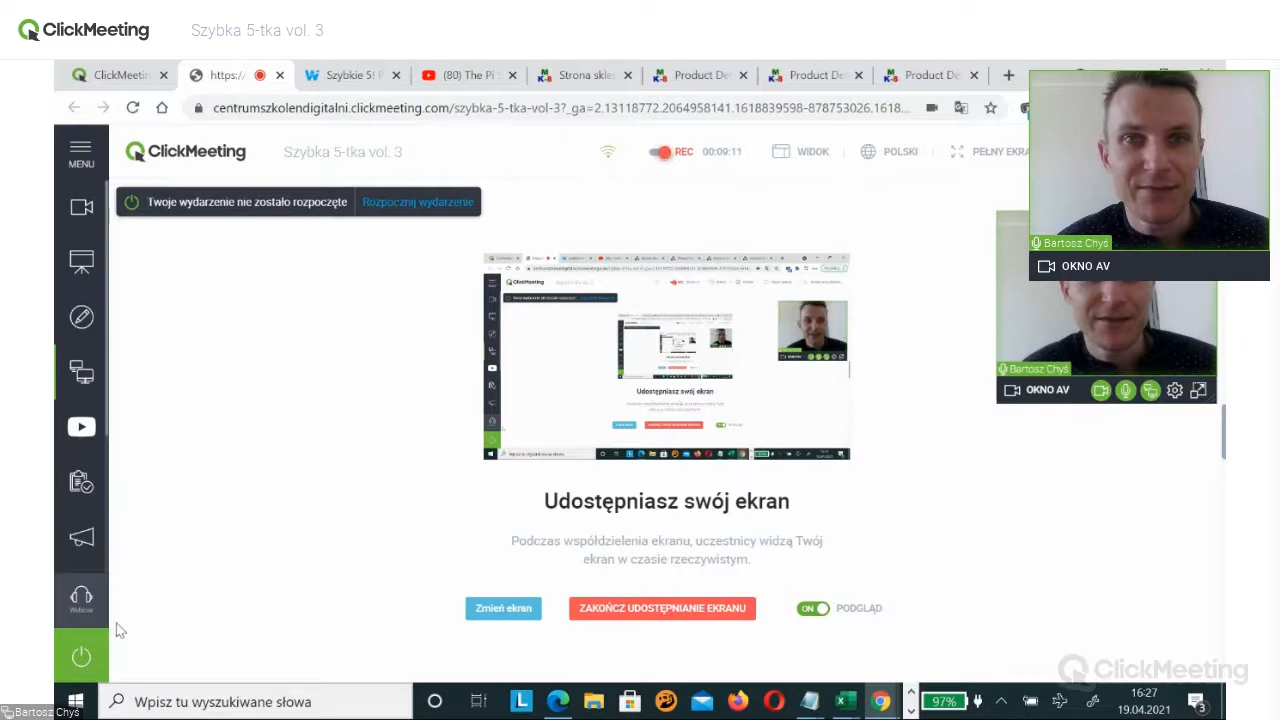 ClickMeeting
Szybka 5-tka vol. 3
ClickMeetin
https:/
Szybkie 5! P
(80) The Pi S
Strona skle
Product De
Product De
Product De
centrumszkolendigitalni.clickmeeting.com/szybka-5-tka-vol-3?_ga=2.13118772.2064958141.1618839598-878753026.1618...
MENU
ClickMeeting
Szybka 5-tka vol. 3
REC 00:09:11
WIDOK
POLSKI
PEŁNY EKRA
Bartosz Chyś
OKNO AV
Twoje wydarzenie nie zostało rozpoczęte
Rozpocznij wydarzenie
Udostępniasz swój ekran
Bartosz Chyś
OKNO AV
Udostępniasz swój ekran
Podczas współdzielenia ekranu, uczestnicy widzą Twój
ekran w czasie rzeczywistym.
Zmień ekran
ZAKOŃCZ UDOSTĘPNIANIE EKRANU
ON
PODGLĄD
ClickMeeting
Wpisz tu wyszukiwane słowa
97%
16:27
19.04.2021
3
Bartosz Chyś